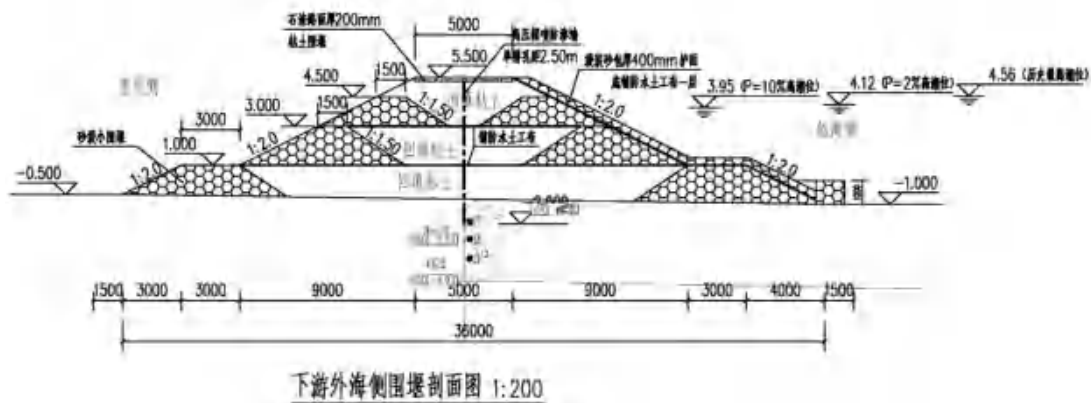 石渣路面厚200mm
粘土围堰
5000
高压摆喷防渗墙
单排孔距2.50m
袋装砂包厚400mm护面
底铺防水土工布一层
5.500
4.500
1500
3.95 (P=10%高潮位)
4.12 (P=2%高潮位)
4.56 (历史最高潮位)
3.000
1500
1:1.50
1:2.0
3000
砂袋小围堰
1.000
1:2.0
1:1.50
回填粘土
铺防水土工布
回填粘土
-0.500
1:2.0
1:2.0
-1.000
1500 3000 3000 9000 5000 9000 3000 4000 1500
36000
下游外海侧围堰剖面图 1:200